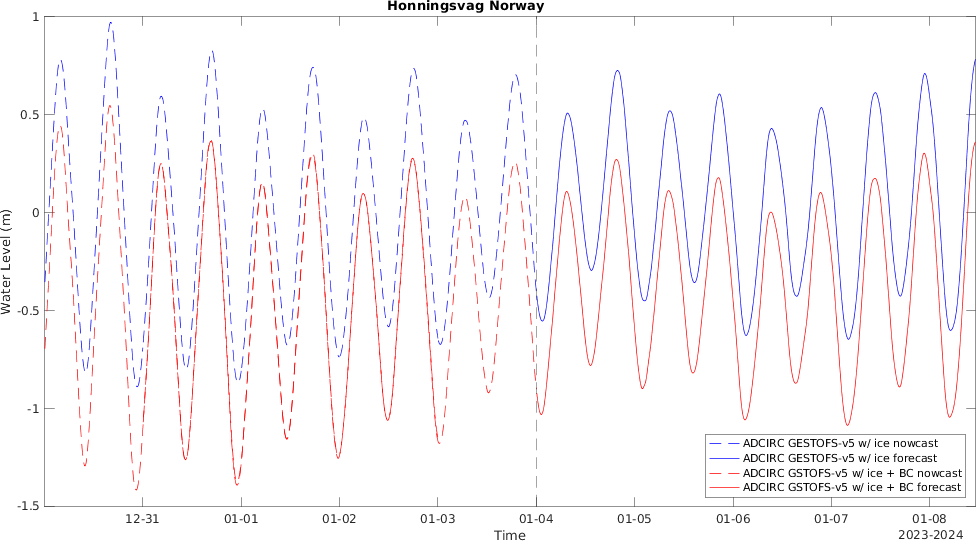 Honningsvag Norway
1
0.5
0
-0.5
-1
-1.5
Water Level (m)
ADCIRC GESTOFS-v5 w/ ice nowcast
ADCIRC GESTOFS-v5 w/ ice forecast
ADCIRC GSTOFS-v5 w/ ice + BC nowcast
ADCIRC GSTOFS-v5 w/ ice + BC forecast
12-31 01-01 01-02 01-03 01-04 01-05 01-06 01-07 01-08
2023-2024
Time